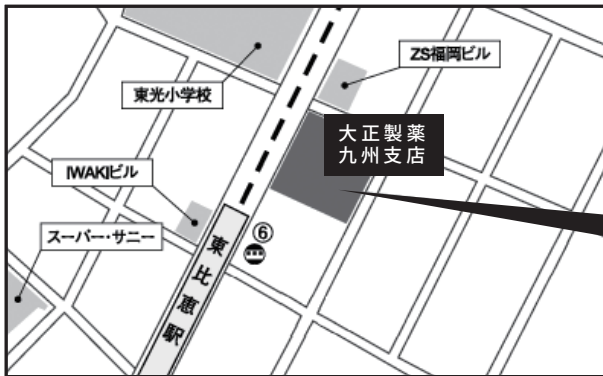 ZS福岡ビル
東光小学校
大正製薬
九州支店
IWAKIビル
スーパー・サニー
⑥
東比恵駅